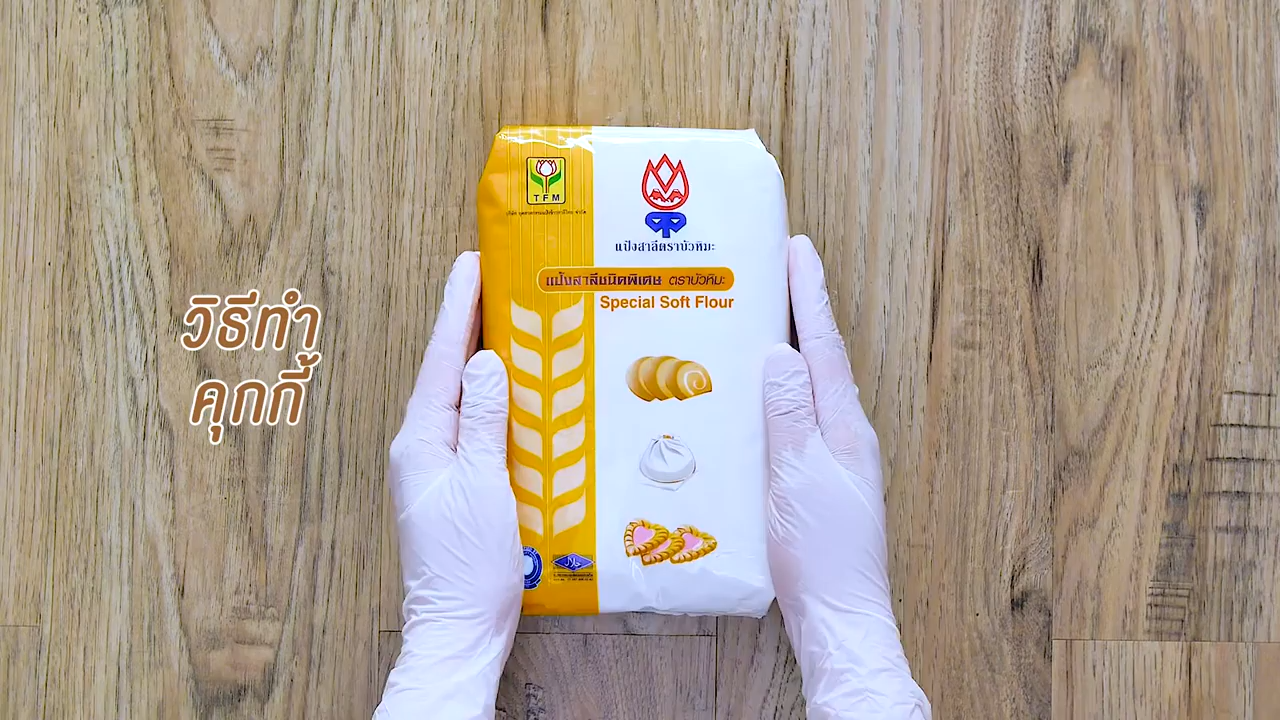 วิธีทำ
คุกกี้
TFM
แป้งสาลีตราบัวหิมะ
แป้งสาลีชนิดพิเศษ ตราบัวหิมะ
Special Soft Flour